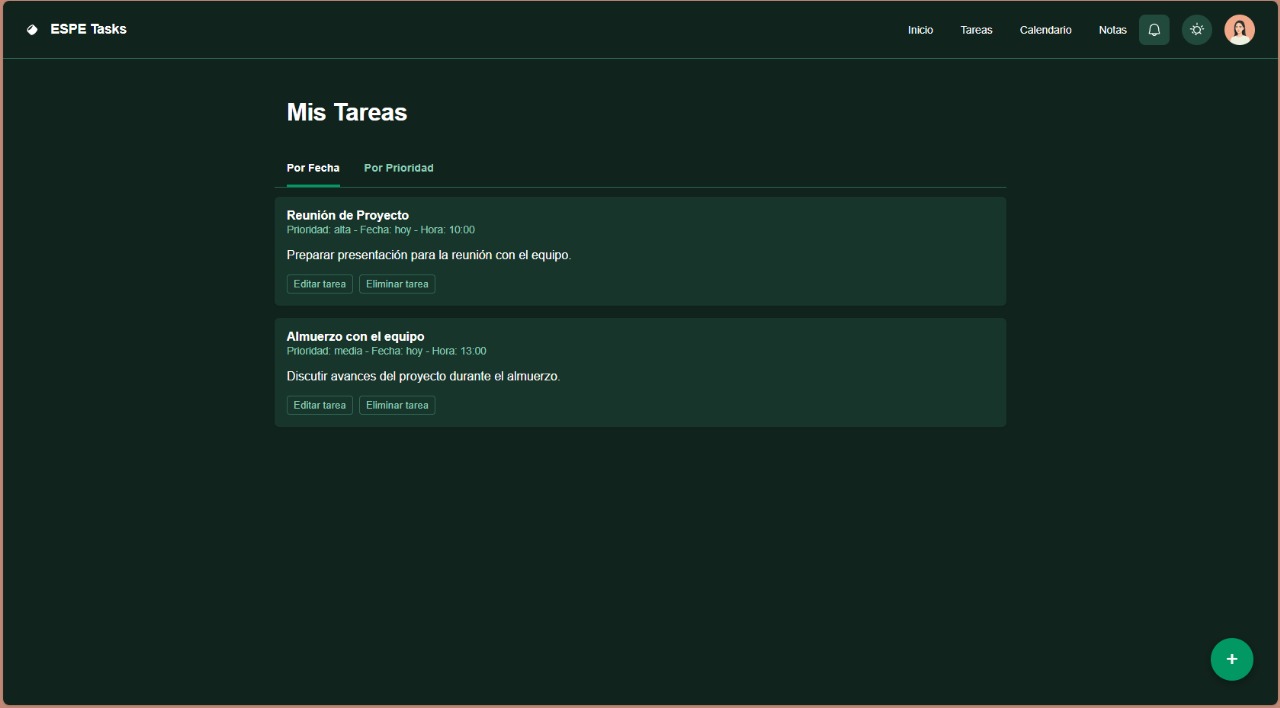 ESPE Tasks
Inicio
Tareas
Calendario
Notas
Mis Tareas
Por Fecha
Por Prioridad
Reunión de Proyecto
Prioridad: alta - Fecha: hoy - Hora: 10:00
Preparar presentación para la reunión con el equipo.
Editar tarea
Eliminar tarea
Almuerzo con el equipo
Prioridad: media - Fecha: hoy - Hora: 13:00
Discutir avances del proyecto durante el almuerzo.
Editar tarea
Eliminar tarea
+